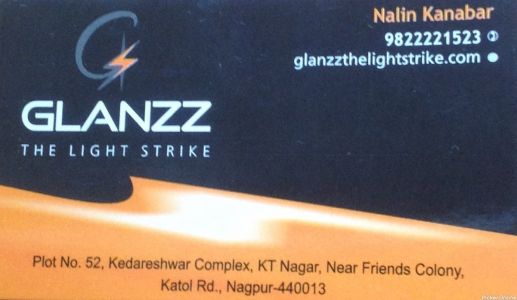 Nalin Kanabar
9822221523
glanzzthelightstrike.com
GLANZZ
THE LIGHT STRIKE
Plot No. 52, Kedareshwar Complex, KT Nagar, Near Friends Colony,
Katol Rd., Nagpur-440013